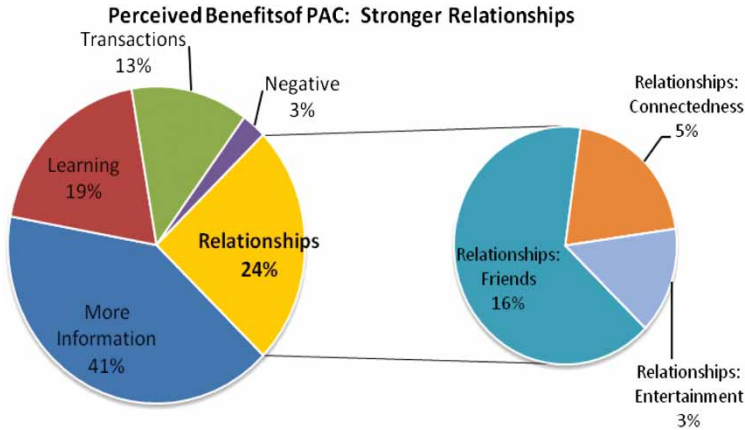 Perceived Benefitsof PAC: Stronger Relationships
Transactions
13%
Negative
3%
Learning
19%
Relationships
24%
More
Information
41%
Relationships:
Connectedness
5%
Relationships:
Friends
16%
Relationships:
Entertainment
3%